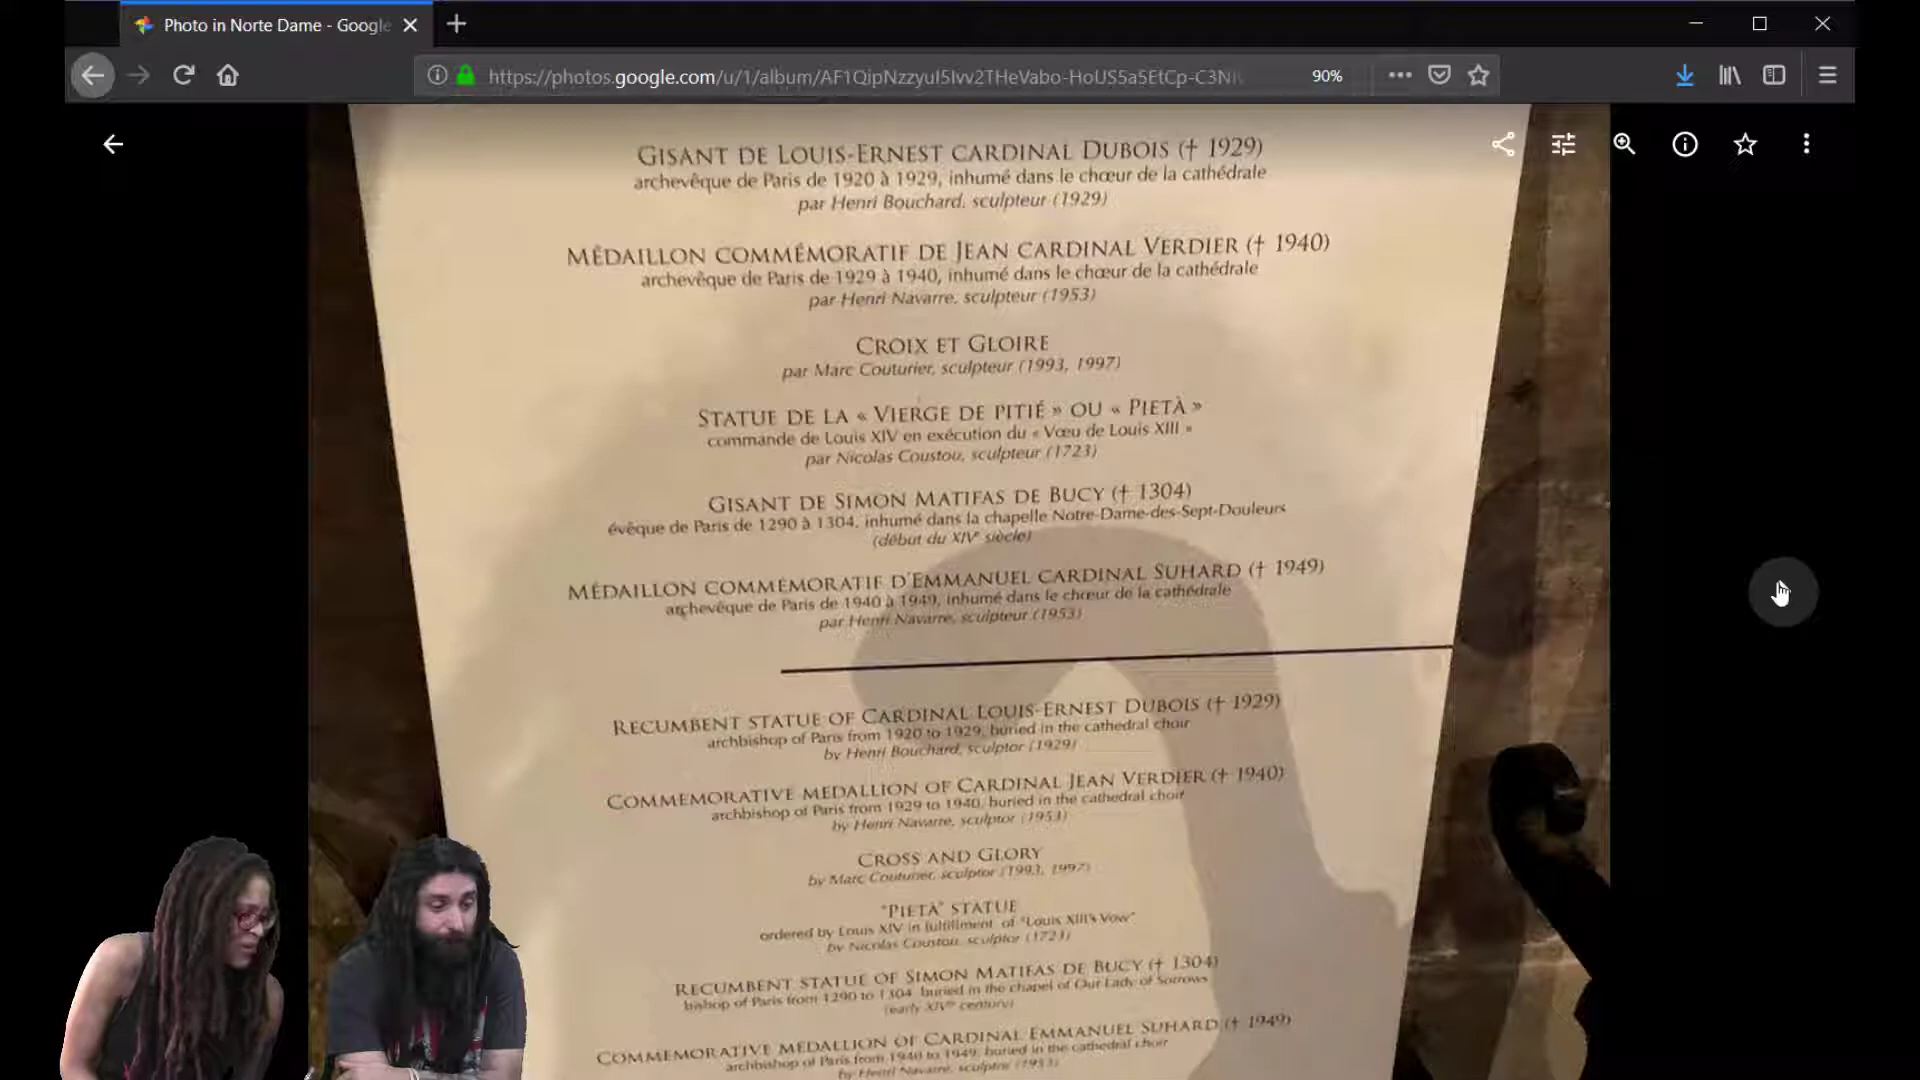 Photo in Norte Dame - Google
https://photos.google.com/u/1/album/AF1QipNzzyuI5Ivv2THeVabo-HoUS5a5EtCp-C3NI
90%
GISANT DE LOUIS-ERNEST CARDINAL DUBOIS († 1929)
archevêque de Paris de 1920 à 1929, inhumé dans le chœur de la cathédrale
par Henri Bouchard, sculpteur (1929)
MÉDAILLON COMMÉMORATIF DE JEAN CARDINAL VERDIER († 1940)
archevêque de Paris de 1929 à 1940, inhumé dans le chœur de la cathédrale
par Henri Navarre, sculpteur (1953)
CROIX ET GLOIRE
par Marc Couturier, sculpteur (1993, 1997)
STATUE DE LA « VIERGE DE PITIÉ » OU « PIETÀ »
commande de Louis XIV en exécution du « Vœu de Louis XIII »
par Nicolas Coustou, sculpteur (1723)
GISANT DE SIMON MATIFAS DE BUCY († 1304)
évêque de Paris de 1290 à 1304, inhumé dans la chapelle Notre-Dame-des-Sept-Douleurs
(début du XIVe siècle)
MÉDAILLON COMMÉMORATIF D'EMMANUEL CARDINAL SUHARD († 1949)
archevêque de Paris de 1940 à 1949, inhumé dans le chœur de la cathédrale
par Henri Navarre, sculpteur (1953)
RECUMBENT STATUE OF CARDINAL LOUIS-ERNEST DUBOIS († 1929)
archbishop of Paris from 1920 to 1929, buried in the cathedral choir
by Henri Bouchard, sculptor (1929)
COMMEMORATIVE MEDALLION OF CARDINAL JEAN VERDIER († 1940)
archbishop of Paris from 1929 to 1940, buried in the cathedral choir
by Henri Navarre, sculptor (1953)
CROSS AND GLORY
by Marc Couturier, sculptor (1993, 1997)
"PIETÀ" STATUE
ordered by Louis XIV in fulfillment of "Louis XIII's Vow"
by Nicolas Coustou, sculptor (1723)
RECUMBENT STATUE OF SIMON MATIFAS DE BUCY († 1304)
bishop of Paris from 1290 to 1304, buried in the chapel of Our Lady of Sorrows
(early XIVth century)
COMMEMORATIVE MEDALLION OF CARDINAL EMMANUEL SUHARD († 1949)
archbishop of Paris from 1940 to 1949, buried in the cathedral choir
by Henri Navarre, sculptor (1953)